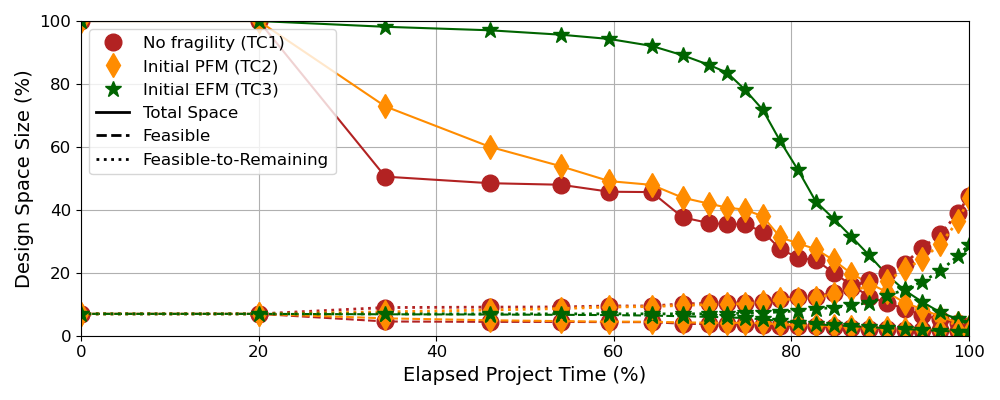 100
80
60
40
20
0
Design Space Size (%)
No fragility (TC1)
Initial PFM (TC2)
Initial EFM (TC3)
Total Space
Feasible
Feasible-to-Remaining
0 20 40 60 80 100
Elapsed Project Time (%)